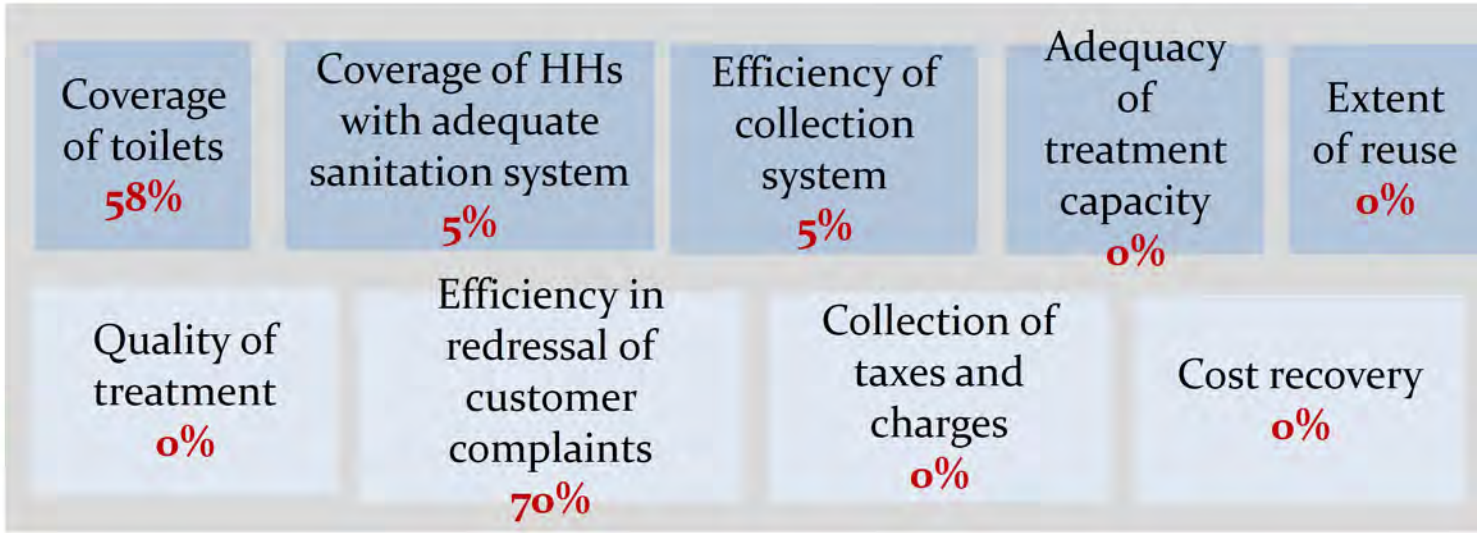 Coverage
of toilets
58%
Coverage of HHs
with adequate
sanitation system
5%
Efficiency of
collection
system
5%
Adequacy
of
treatment
capacity
0%
Extent
of reuse
0%
Quality of
treatment
0%
Efficiency in
redressal of
customer
complaints
70%
Collection of
taxes and
charges
0%
Cost recovery
0%